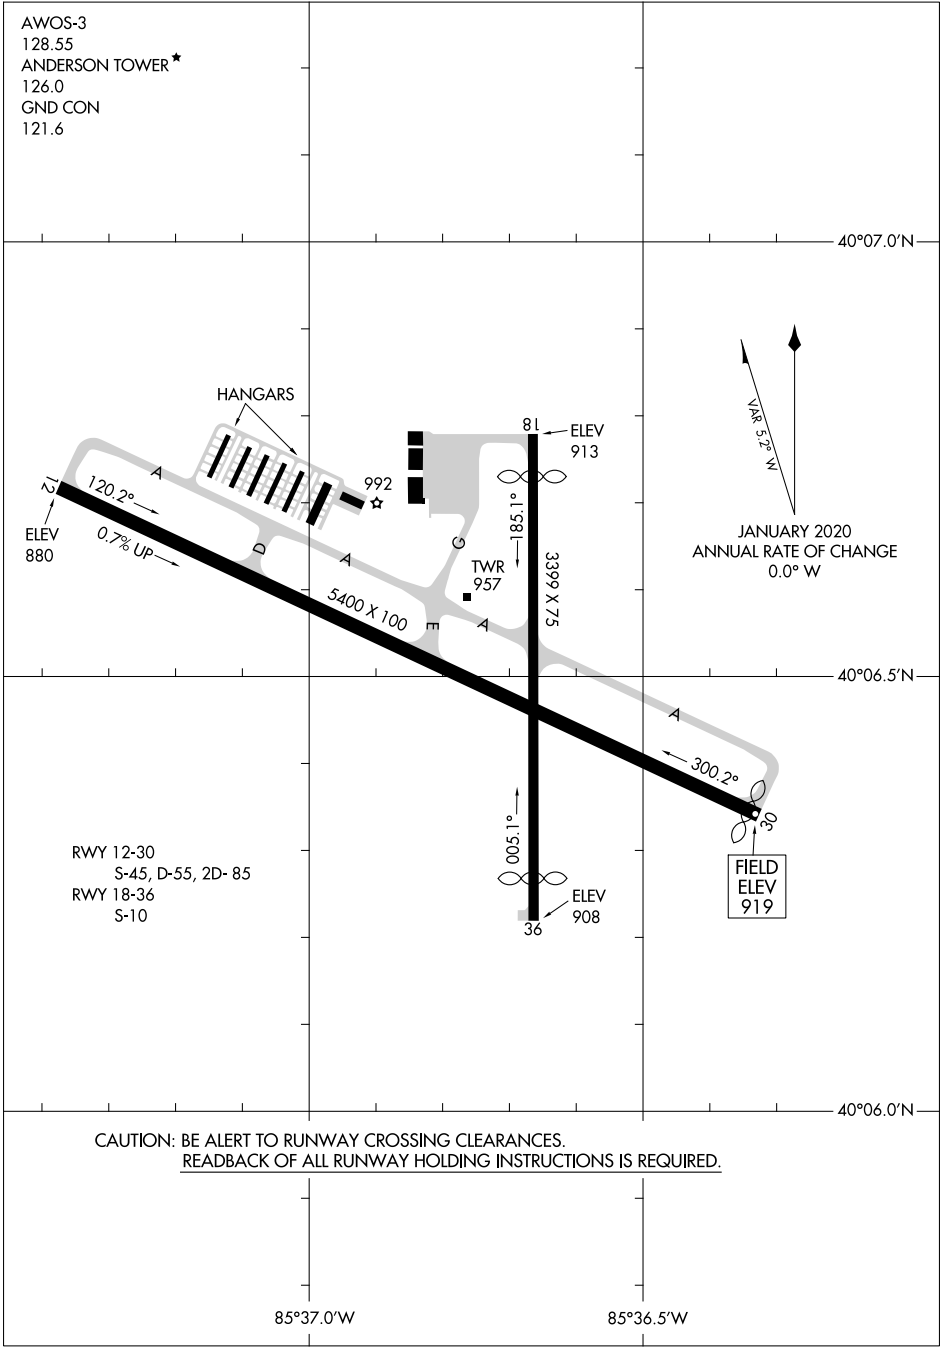 AWOS-3
128.55
ANDERSON TOWER★
126.0
GND CON
121.6
40°07.0'N
HANGARS
18
ELEV
913
VAR 5.2° W
A
12
120.2°
992
185.1°
ELEV
880
0.7% UP
JANUARY 2020
ANNUAL RATE OF CHANGE
0.0° W
D
A
G
TWR
957
3399 X 75
5400 X 100
E
A
40°06.5'N
A
300.2°
30
005.1°
RWY 12-30
S-45, D-55, 2D-85
RWY 18-36
S-10
FIELD
ELEV
919
ELEV
908
36
40°06.0'N
CAUTION: BE ALERT TO RUNWAY CROSSING CLEARANCES.
READBACK OF ALL RUNWAY HOLDING INSTRUCTIONS IS REQUIRED.
85°37.0'W
85°36.5'W